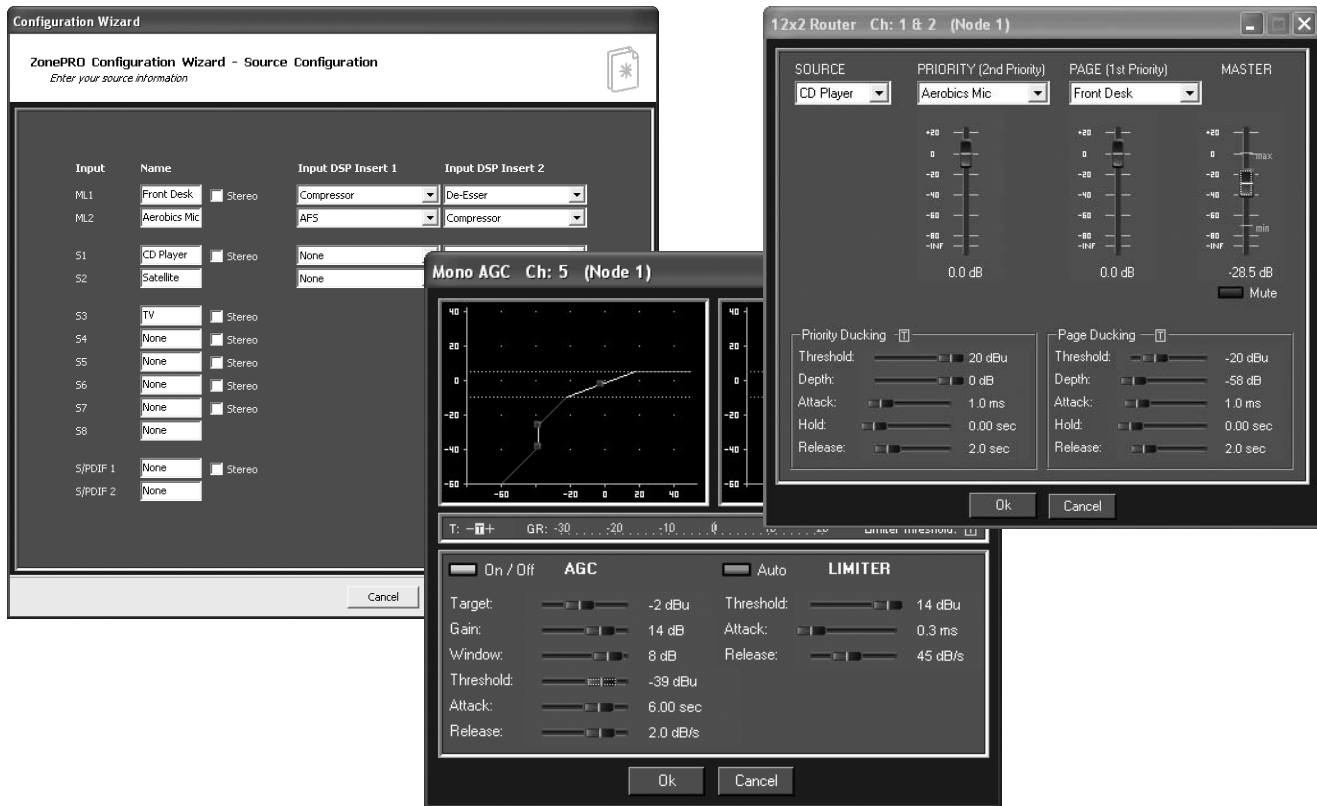 Configuration Wizard
ZonePRO Configuration Wizard - Source Configuration
Enter your source information
Input Name Input DSP Insert 1 Input DSP Insert 2
ML1 Front Desk Stereo Compressor De-Esser
ML2 Aerobics Mic AFS Compressor
S1 CD Player Stereo None
S2 Satellite None
S3 TV Stereo
S4 None Stereo
S5 None Stereo
S6 None Stereo
S7 None Stereo
S8 None
S/PDIF 1 None Stereo
S/PDIF 2 None
Cancel
12x2 Router Ch: 1 & 2 (Node 1)
SOURCE PRIORITY (2nd Priority) PAGE (1st Priority) MASTER
CD Player Aerobics Mic Front Desk
+20 +20 +20
0 0 0 max
-20 -20 -20
-40 -40 -40
-60 -60 -60
-80 -80 -80 min
-INF -INF -INF
0.0 dB 0.0 dB -28.5 dB
Mute
Priority Ducking -T
Threshold: 20 dBu
Depth: 0 dB
Attack: 1.0 ms
Hold: 0.00 sec
Release: 2.0 sec
Page Ducking -T
Threshold: -20 dBu
Depth: -58 dB
Attack: 1.0 ms
Hold: 0.00 sec
Release: 2.0 sec
Ok Cancel
Mono AGC Ch: 5 (Node 1)
40 40
20 20
0 0
-20 -20
-40 -40
-60 -60
-60 -20 0 20 40
T: -T+ GR: -30 -20 -10 0
On / Off AGC
Target: -2 dBu
Gain: 14 dB
Window: 8 dB
Threshold: -39 dBu
Attack: 6.00 sec
Release: 2.0 dB/s
Auto LIMITER
Threshold: 14 dBu
Attack: 0.3 ms
Release: 45 dB/s
Ok Cancel